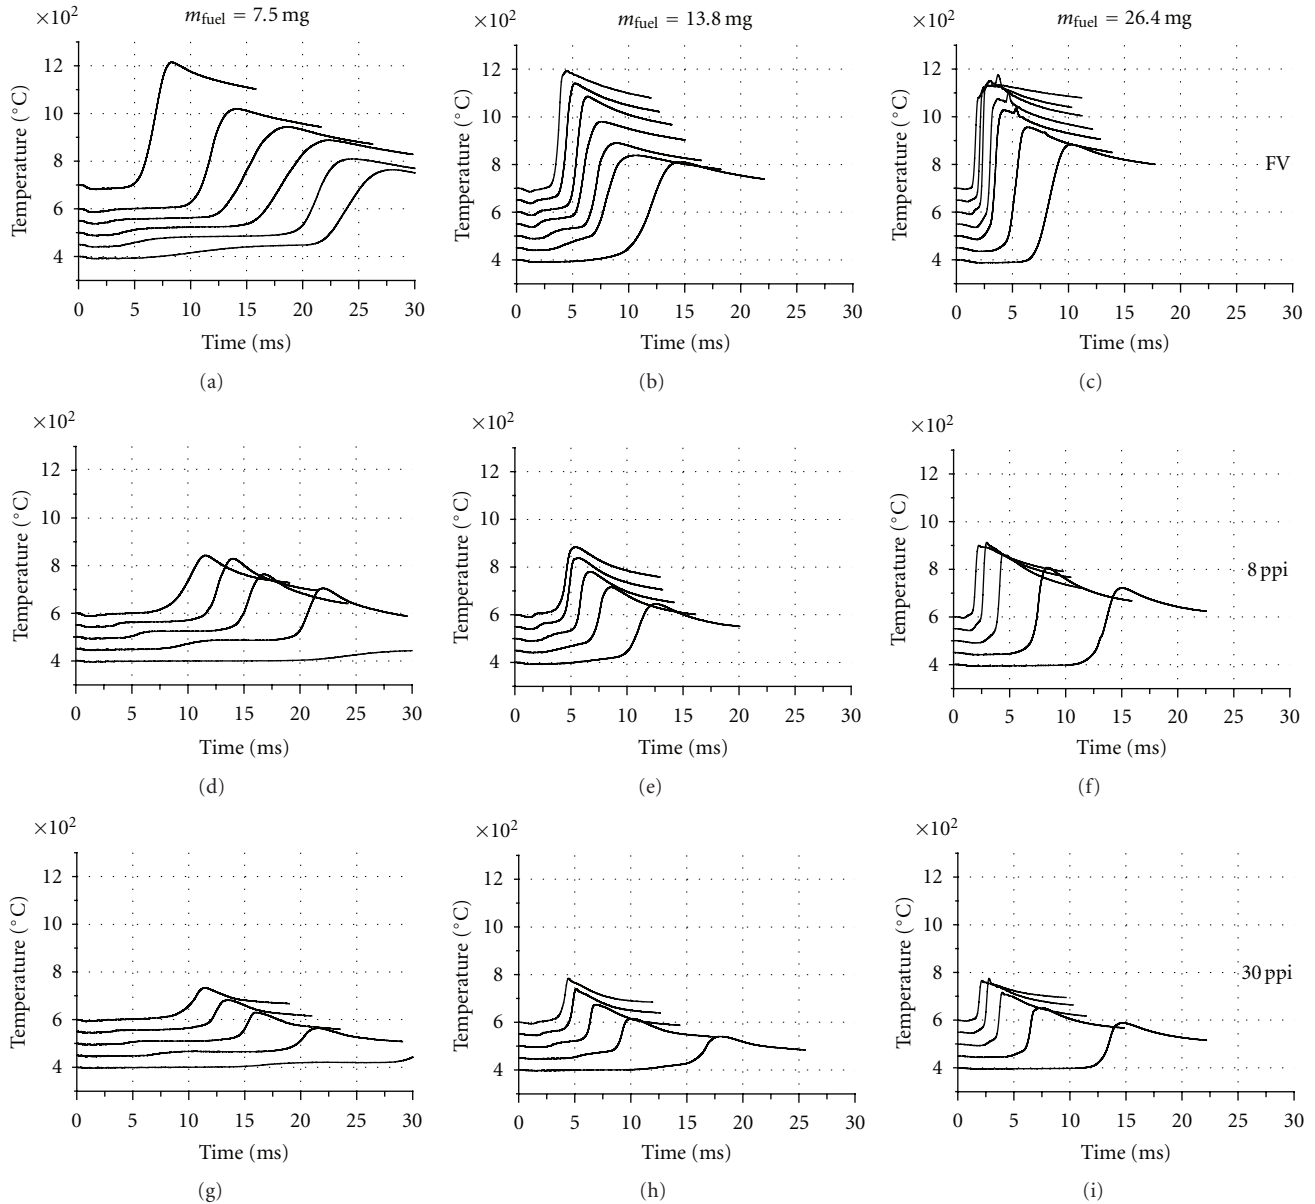 m_fuel = 7.5 mg
m_fuel = 13.8 mg
m_fuel = 26.4 mg
×10²
12
10
8
6
4
Temperature (°C)
0 5 10 15 20 25 30
Time (ms)
(a)
×10²
12
10
8
6
4
Temperature (°C)
0 5 10 15 20 25 30
Time (ms)
(b)
×10²
12
10
8
6
4
Temperature (°C)
FV
0 5 10 15 20 25 30
Time (ms)
(c)
×10²
12
10
8
6
4
Temperature (°C)
0 5 10 15 20 25 30
Time (ms)
(d)
×10²
12
10
8
6
4
Temperature (°C)
0 5 10 15 20 25 30
Time (ms)
(e)
×10²
12
10
8
6
4
Temperature (°C)
8 ppi
0 5 10 15 20 25 30
Time (ms)
(f)
×10²
12
10
8
6
4
Temperature (°C)
0 5 10 15 20 25 30
Time (ms)
(g)
×10²
12
10
8
6
4
Temperature (°C)
0 5 10 15 20 25 30
Time (ms)
(h)
×10²
12
10
8
6
4
Temperature (°C)
30 ppi
0 5 10 15 20 25 30
Time (ms)
(i)